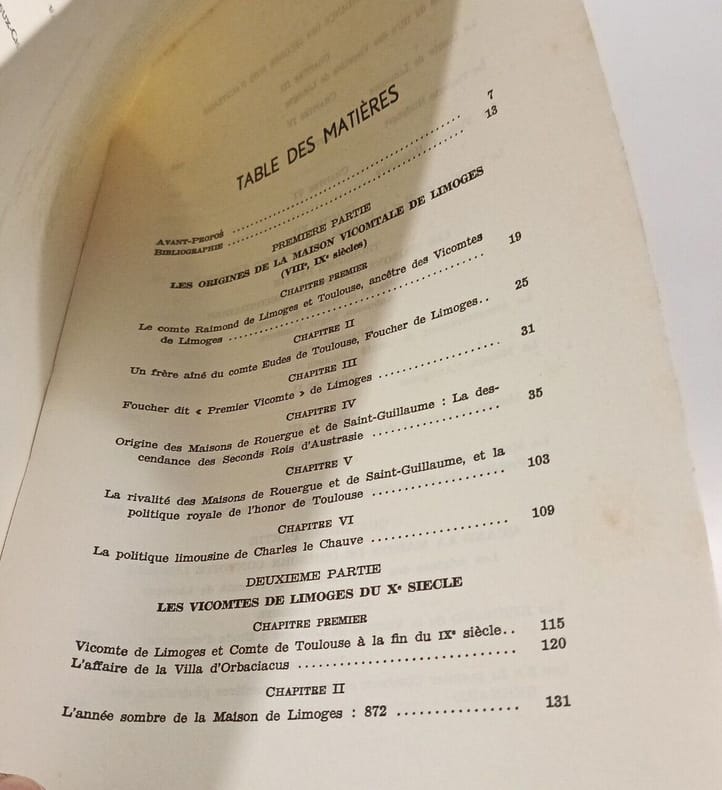 TABLE DES MATIÈRES
AVANT-PROPOS ........ 7
BIBLIOGRAPHIE ........ 13
PREMIERE PARTIE
LES ORIGINES DE LA MAISON VICOMTALE DE LIMOGES
(VIIIᵉ, IXᵉ siècles)
CHAPITRE PREMIER
Le comte Raimond de Limoges et Toulouse, ancêtre des Vicomtes
de Limoges ........ 19
CHAPITRE II
Un frère aîné du comte Eudes de Toulouse, Foucher de Limoges.. 25
CHAPITRE III
Foucher dit « Premier Vicomte » de Limoges ........ 31
CHAPITRE IV
Origine des Maisons de Rouergue et de Saint-Guillaume : La des-
cendance des Seconds Rois d'Austrasie ........ 35
CHAPITRE V
La rivalité des Maisons de Rouergue et de Saint-Guillaume, et la
politique royale de l'honor de Toulouse ........ 103
CHAPITRE VI
La politique limousine de Charles le Chauve ........ 109
DEUXIEME PARTIE
LES VICOMTES DE LIMOGES DU Xᵉ SIECLE
CHAPITRE PREMIER
Vicomte de Limoges et Comte de Toulouse à la fin du IXᵉ siècle.. 115
L'affaire de la Villa d'Orbaciacus ........ 120
CHAPITRE II
L'année sombre de la Maison de Limoges : 872 ........ 131